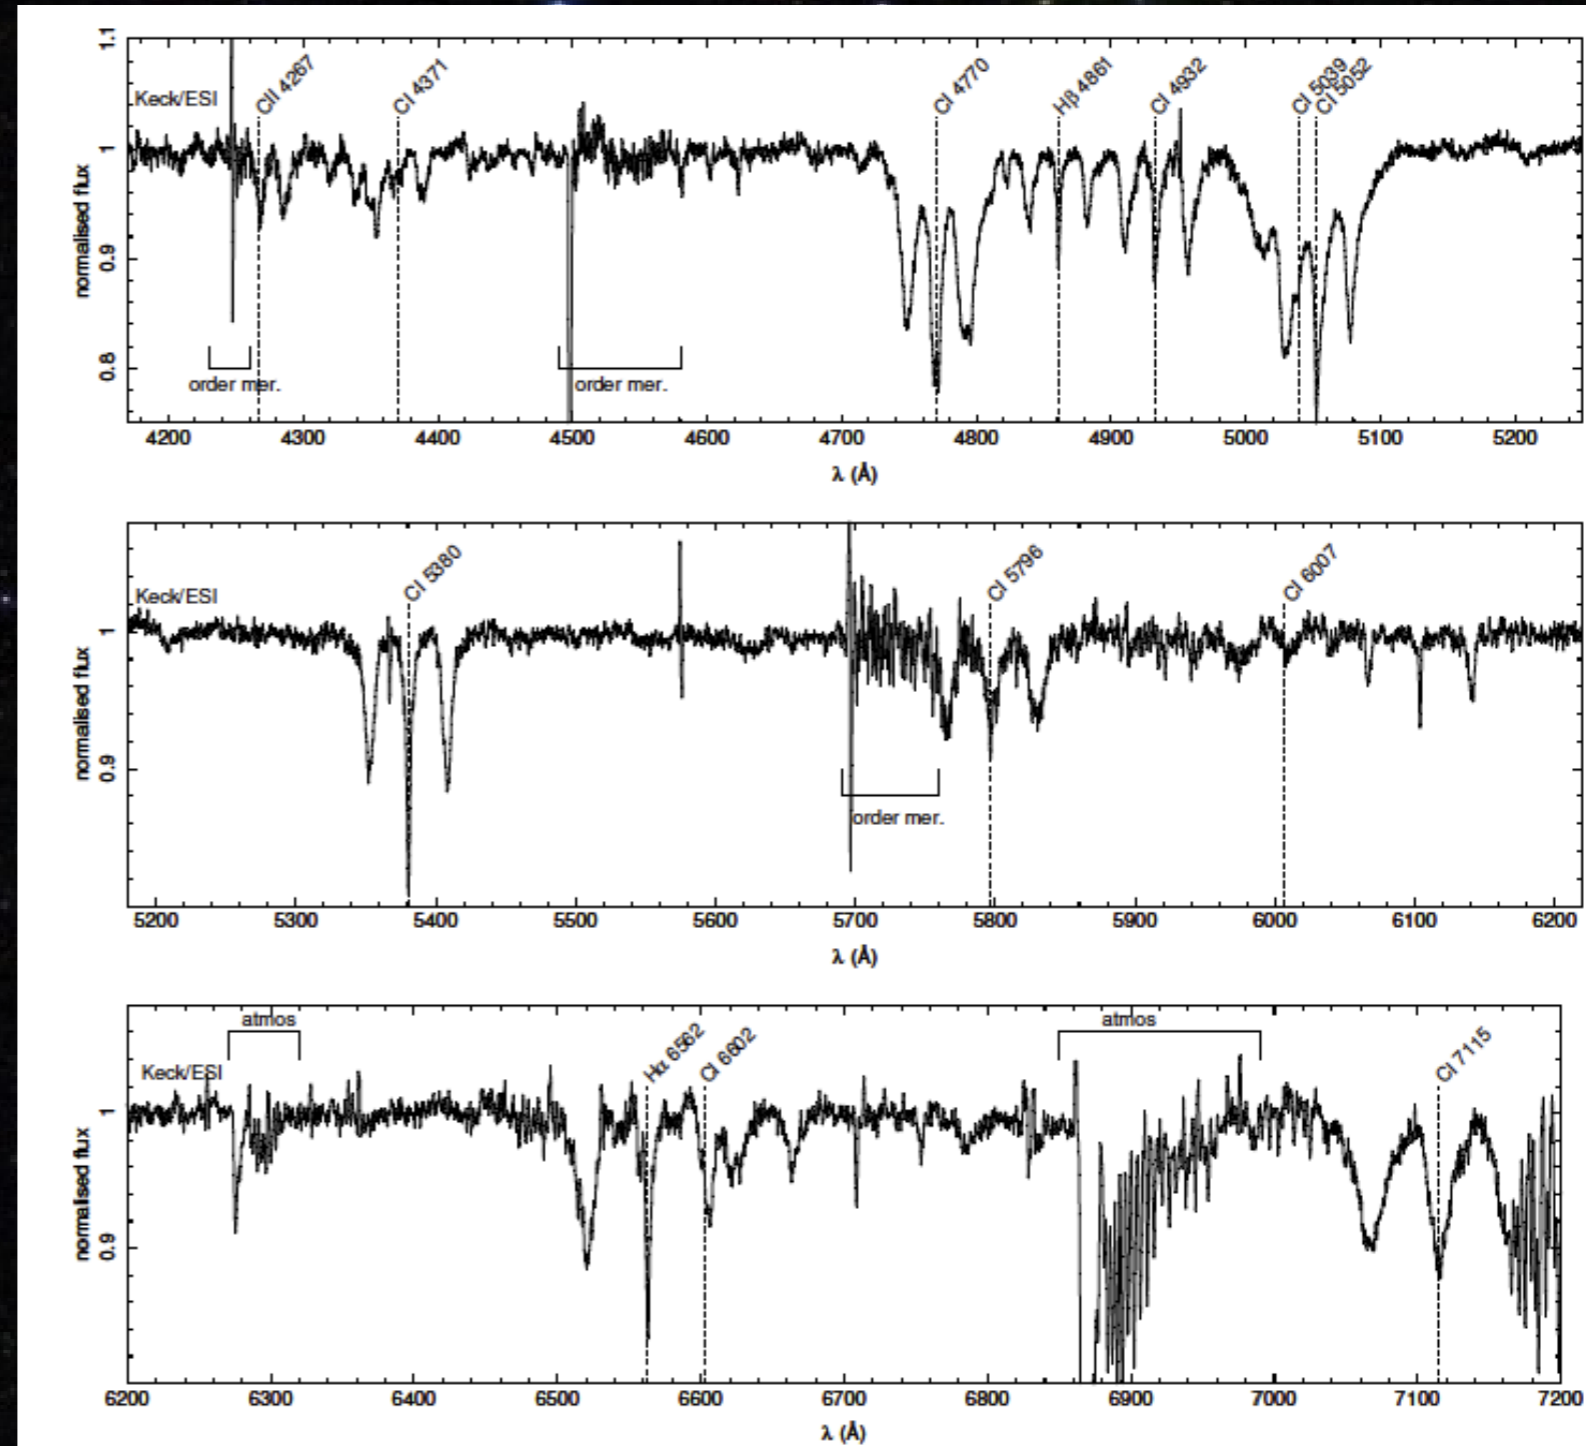 1.1
1
0.9
0.8
normalised flux
Keck/ESI
CII 4267
CI 4371
CI 4770
Hβ 4861
CI 4932
CI 5039
CI 5052
order mer.
order mer.
4200 4300 4400 4500 4600 4700 4800 4900 5000 5100 5200
λ (Å)
1
0.9
normalised flux
Keck/ESI
CI 5380
CI 5796
CI 6007
order mer.
5200 5300 5400 5500 5600 5700 5800 5900 6000 6100 6200
λ (Å)
1
0.9
normalised flux
atmos
Keck/ESI
Hα 6562
CI 6602
atmos
CI 7115
6200 6300 6400 6500 6600 6700 6800 6900 7000 7100 7200
λ (Å)